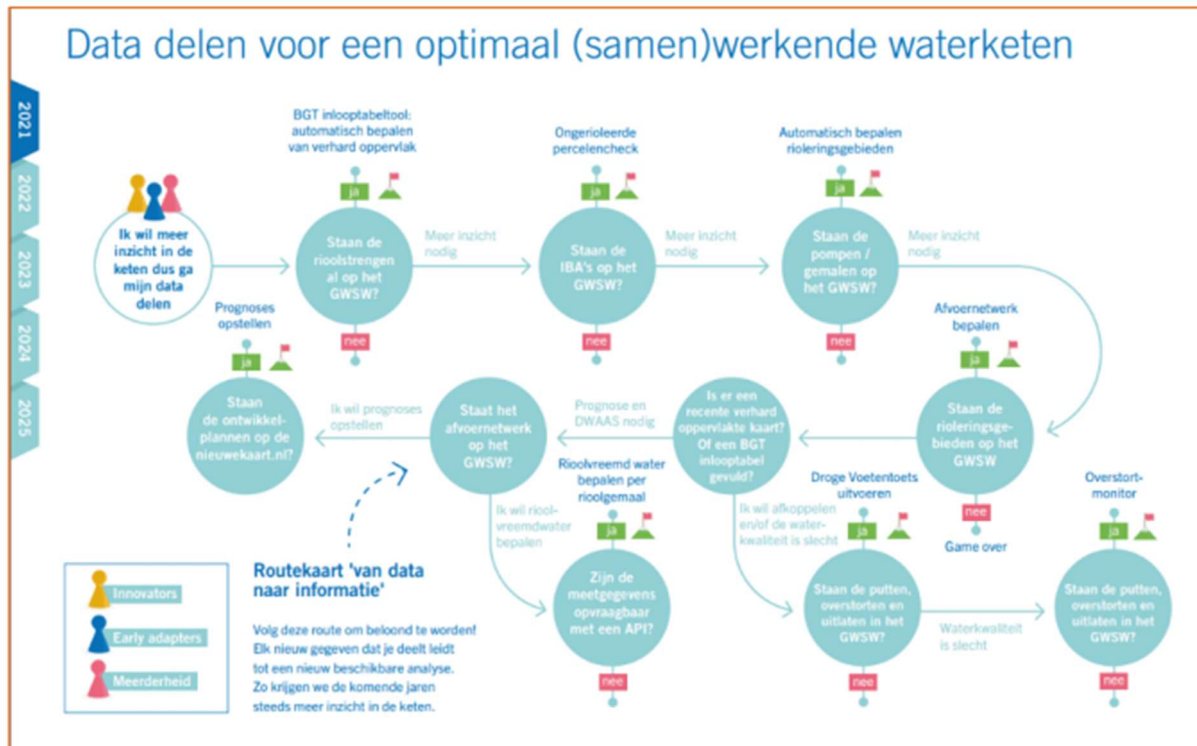 Data delen voor een optimaal (samen)werkende waterketen
2021
2022
2023
2024
2025
Ik wil meer
inzicht in de
keten dus ga
mijn data
delen
BGT inlooptabeltool:
automatisch bepalen
van verhard oppervlak
ja
Staan de
rioolstrengen
al op het
GWSW?
nee
Meer inzicht
nodig
Ongerioleerde
percelencheck
ja
Staan de
IBA's op het
GWSW?
nee
Meer inzicht
nodig
Automatisch bepalen
rioleringsgebieden
ja
Staan de
pompen /
gemalen op
het GWSW?
nee
Meer inzicht
nodig
Afvoernetwerk
bepalen
ja
Staan de
rioleringsge-
bieden op het
GWSW
nee
Game over
Is er een
recente verhard
oppervlakte kaart?
Of een BGT
inlooptabel
gevuld?
Prognose en
DWAAS nodig
Staat het
afvoernetwerk
op het
GWSW?
Ik wil prognoses
opstellen
Prognoses
opstellen
ja
Staan
de ontwikkel-
plannen op de
nieuwekaart.nl?
Ik wil riool-
vreemdwater
bepalen
Rioolvreemd water
bepalen per
rioolgemaal
ja
Zijn de
meetgegevens
opvraagbaar
met een API?
nee
Ik wil afkoppelen
en/of de water-
kwaliteit is slecht
Droge Voetentoets
uitvoeren
ja
Staan de putten,
overstorten en
uitlaten in het
GWSW?
nee
Waterkwaliteit
is slecht
Overstort-
monitor
ja
Staan de putten,
overstorten en
uitlaten in het
GWSW?
nee
Innovators
Early adapters
Meerderheid
Routekaart 'van data
naar informatie'
Volg deze route om beloond te worden!
Elk nieuw gegeven dat je deelt leidt
tot een nieuw beschikbare analyse.
Zo krijgen we de komende jaren
steeds meer inzicht in de keten.